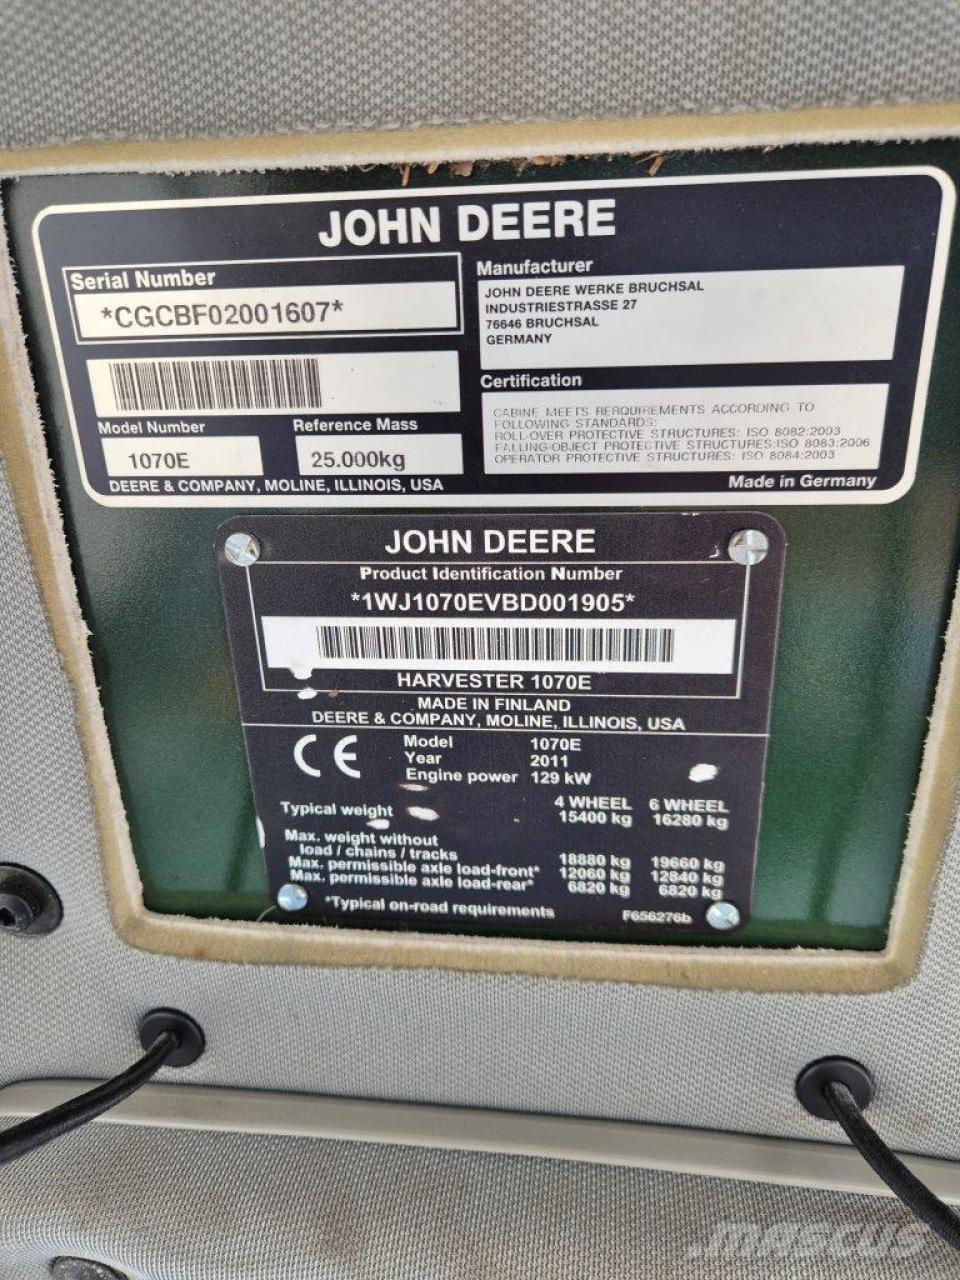 JOHN DEERE
Serial Number
*CGCBF02001607*
Model Number
1070E
Reference Mass
25.000kg
DEERE & COMPANY, MOLINE, ILLINOIS, USA
Manufacturer
JOHN DEERE WERKE BRUCHSAL
INDUSTRIESTRASSE 27
76646 BRUCHSAL
GERMANY
Certification
CABINE MEETS RERQUIREMENTS ACCORDING TO
FOLLOWING STANDARDS:
ROLL-OVER PROTECTIVE STRUCTURES: ISO 8082:2003
FALLING-OBJECT PROTECTIVE STRUCTURES:ISO 8083:2006
OPERATOR PROTECTIVE STRUCTURES: ISO 8084:2003
Made in Germany
JOHN DEERE
Product Identification Number
*1WJ1070EVBD001905*
HARVESTER 1070E
MADE IN FINLAND
DEERE & COMPANY, MOLINE, ILLINOIS, USA
CE
Model 1070E
Year 2011
Engine power 129 kW
4 WHEEL 6 WHEEL
Typical weight 15400 kg 16280 kg
Max. weight without
load / chains / tracks 18880 kg 19660 kg
Max. permissible axle load-front* 12060 kg 12840 kg
Max. permissible axle load-rear* 6820 kg 6820 kg
*Typical on-road requirements F656276b
mascus